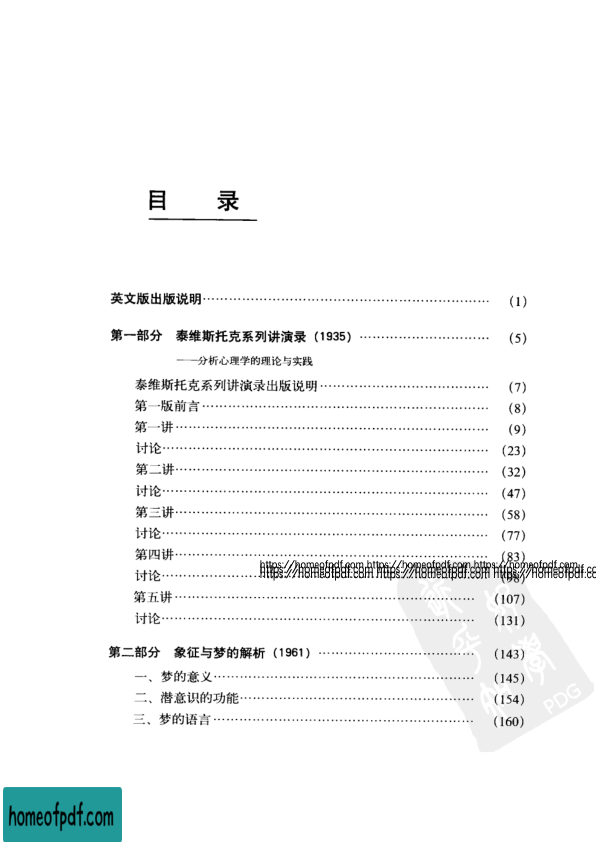 目 录
英文版出版说明……………………………………………………… (1)
第一部分 泰维斯托克系列讲演录(1935) ………………………… (5)
——分析心理学的理论与实践
泰维斯托克系列讲演录出版说明……………………………… (7)
第一版前言……………………………………………………… (8)
第一讲…………………………………………………………… (9)
讨论……………………………………………………………… (23)
第二讲…………………………………………………………… (32)
讨论……………………………………………………………… (47)
第三讲…………………………………………………………… (58)
讨论……………………………………………………………… (77)
第四讲…………………………………………………………… (83)
https://homeofpdf.com https://homeofpdf.com https://homeofpdf.com
https://homeofpdf.com https://homeofpdf.com https://homeofpdf.co
讨论……………………………………………………………… (98)
第五讲…………………………………………………………… (107)
讨论……………………………………………………………… (131)
第二部分 象征与梦的解析(1961) ……………………………… (143)
一、梦的意义…………………………………………………… (145)
二、潜意识的功能……………………………………………… (154)
三、梦的语言…………………………………………………… (160)
PDG
homeofpdf.com